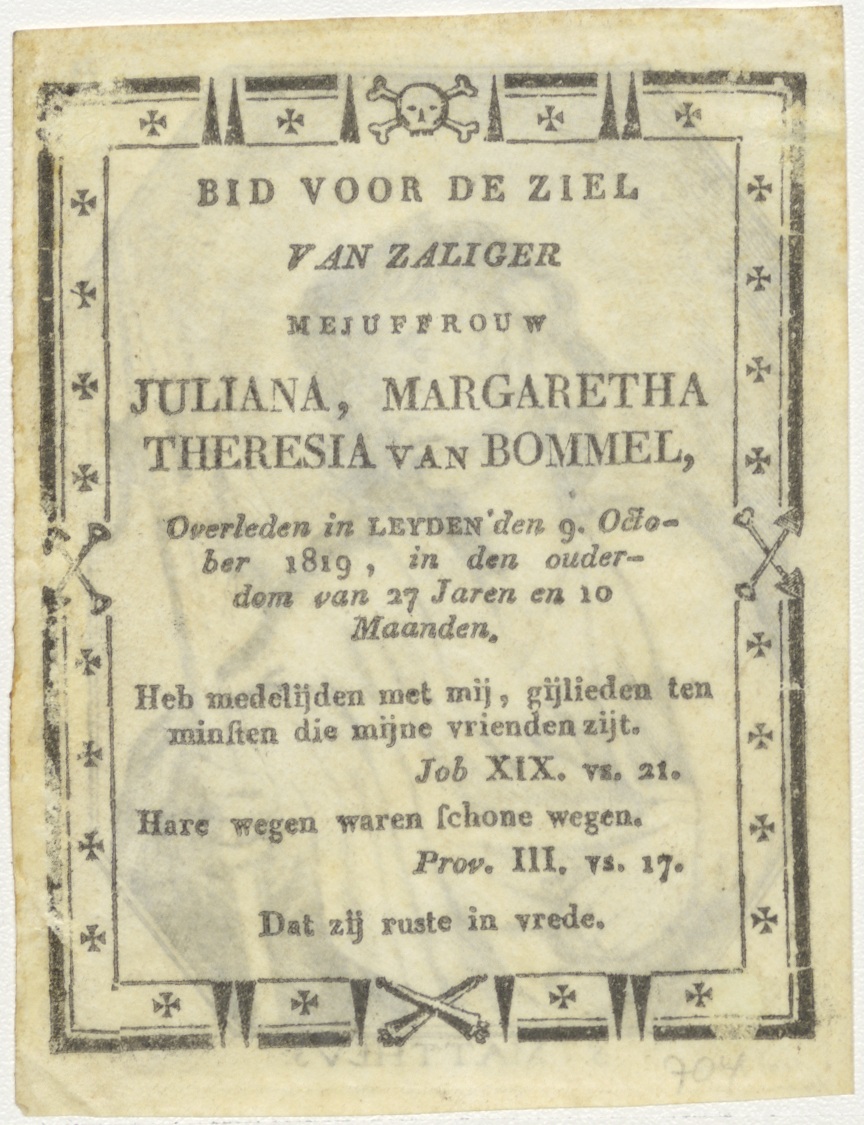 BID VOOR DE ZIEL
VAN ZALIGER
MEJUFFROUW
JULIANA, MARGARETHA
THERESIA VAN BOMMEL,
Overleden in LEYDEN den 9. Octo-
ber 1819, in den ouder-
dom van 27 Jaren en 10
Maanden.
Heb medelijden met mij, gijlieden ten
minſten die mijne vrienden zijt.
Job XIX. vs. 21.
Hare wegen waren ſchone wegen.
Prov. III. vs. 17.
Dat zij ruste in vrede.
704